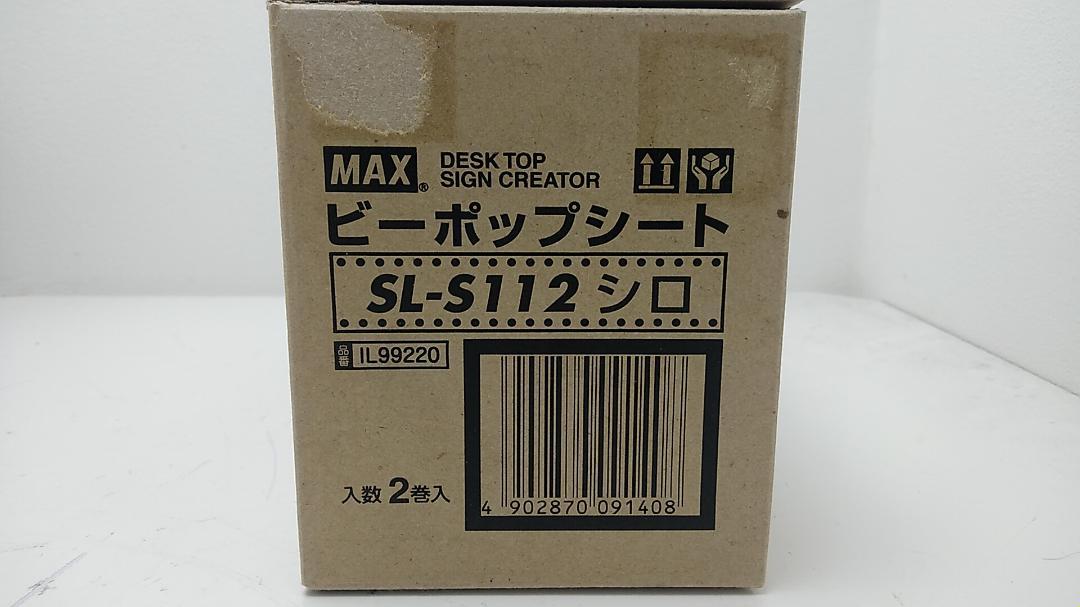 MAX® DESK TOP
SIGN CREATOR
ビーポップシート
SL-S112 シロ
品番 IL99220
入数 2巻入
4 902870 091408